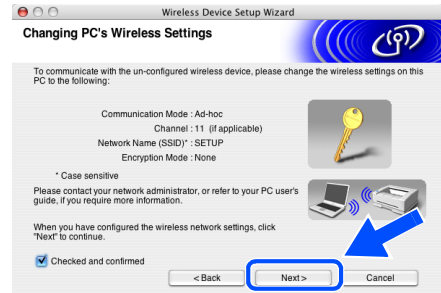 Wireless Device Setup Wizard
Changing PC's Wireless Settings
To communicate with the un-configured wireless device, please change the wireless settings on this
PC to the following:
Communication Mode : Ad-hoc
Channel : 11 (if applicable)
Network Name (SSID)* : SETUP
Encryption Mode : None
* Case sensitive
Please contact your network administrator, or refer to your PC user's
guide, if you require more information.
When you have configured the wireless network settings, click
"Next" to continue.
Checked and confirmed
< Back Next > Cancel